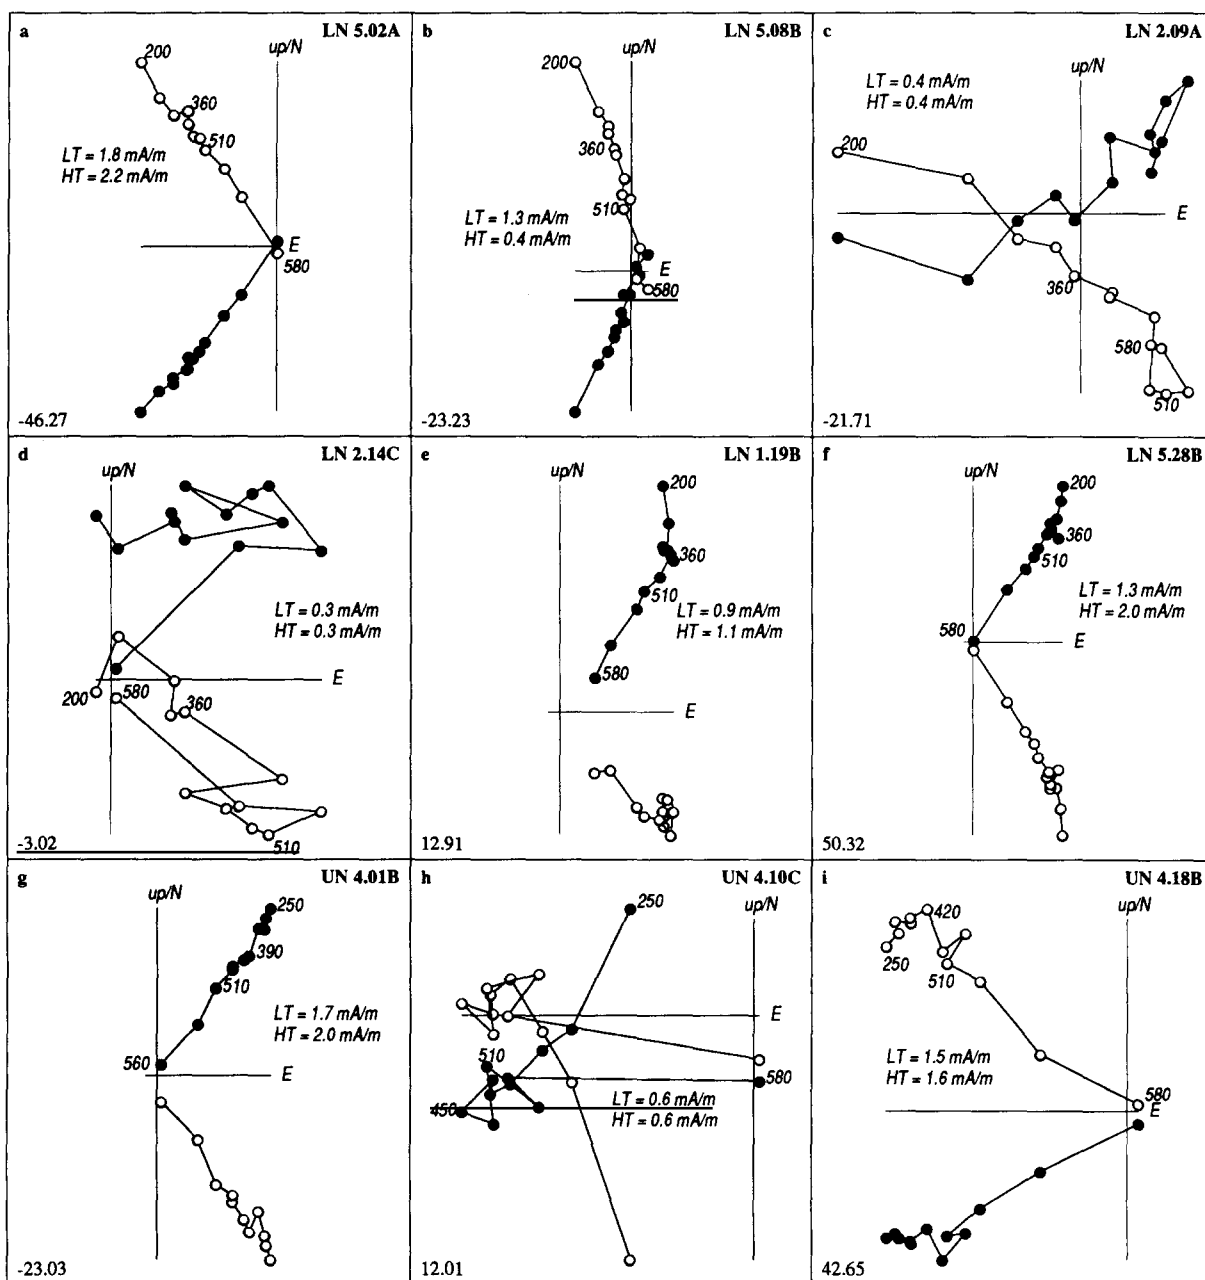 a LN 5.02A
up/N
200
360
510
LT = 1.8 mA/m
HT = 2.2 mA/m
E
580
-46.27
b LN 5.08B
up/N
200
360
510
LT = 1.3 mA/m
HT = 0.4 mA/m
E
580
-23.23
c LN 2.09A
up/N
LT = 0.4 mA/m
HT = 0.4 mA/m
200
E
360
580
510
-21.71
d LN 2.14C
up/N
LT = 0.3 mA/m
HT = 0.3 mA/m
E
200
580
360
510
-3.02
e LN 1.19B
up/N
200
360
510
LT = 0.9 mA/m
HT = 1.1 mA/m
580
E
12.91
f LN 5.28B
up/N
200
360
510
LT = 1.3 mA/m
HT = 2.0 mA/m
580
E
50.32
g UN 4.01B
up/N
250
390
510
LT = 1.7 mA/m
HT = 2.0 mA/m
560
E
-23.03
h UN 4.10C
up/N
250
E
510
580
450
LT = 0.6 mA/m
HT = 0.6 mA/m
12.01
i UN 4.18B
up/N
420
250
510
LT = 1.5 mA/m
HT = 1.6 mA/m
580
E
42.65